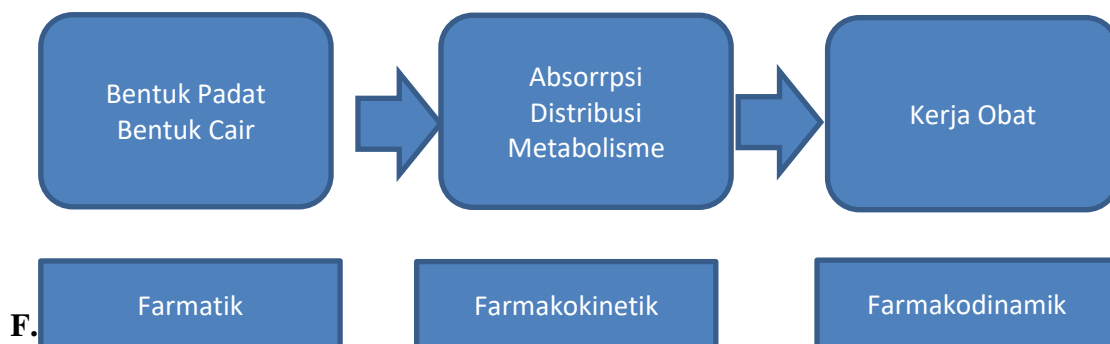 Bentuk Padat
Bentuk Cair
Absorrpsi
Distribusi
Metabolisme
Kerja Obat
F.
Farmatik
Farmakokinetik
Farmakodinamik